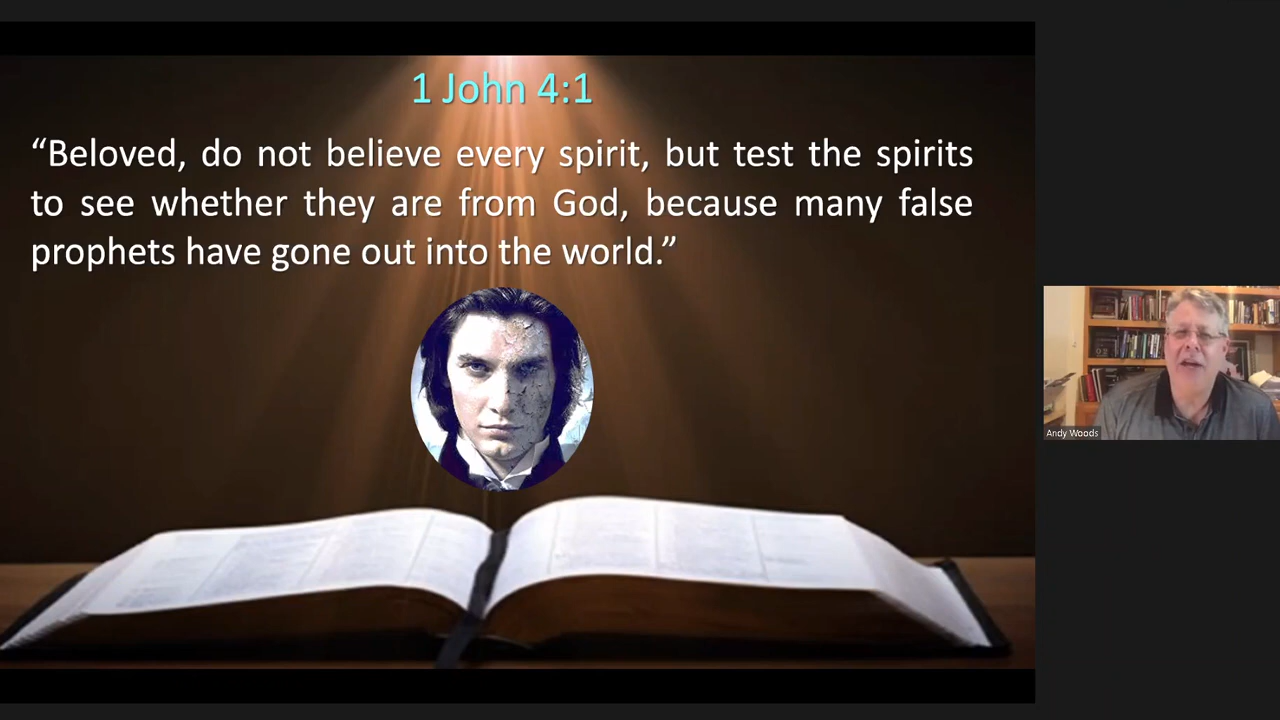 1 John 4:1
“Beloved, do not believe every spirit, but test the spirits
to see whether they are from God, because many false
prophets have gone out into the world.”
Andy Woods